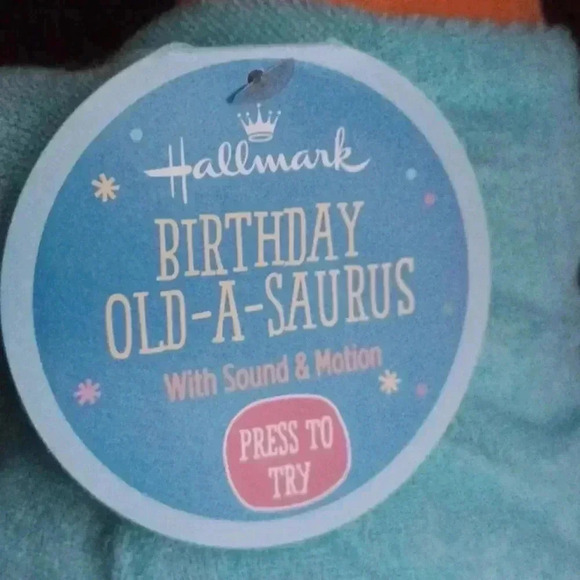 Hallmark
BIRTHDAY
OLD-A-SAURUS
With Sound & Motion
PRESS TO
TRY